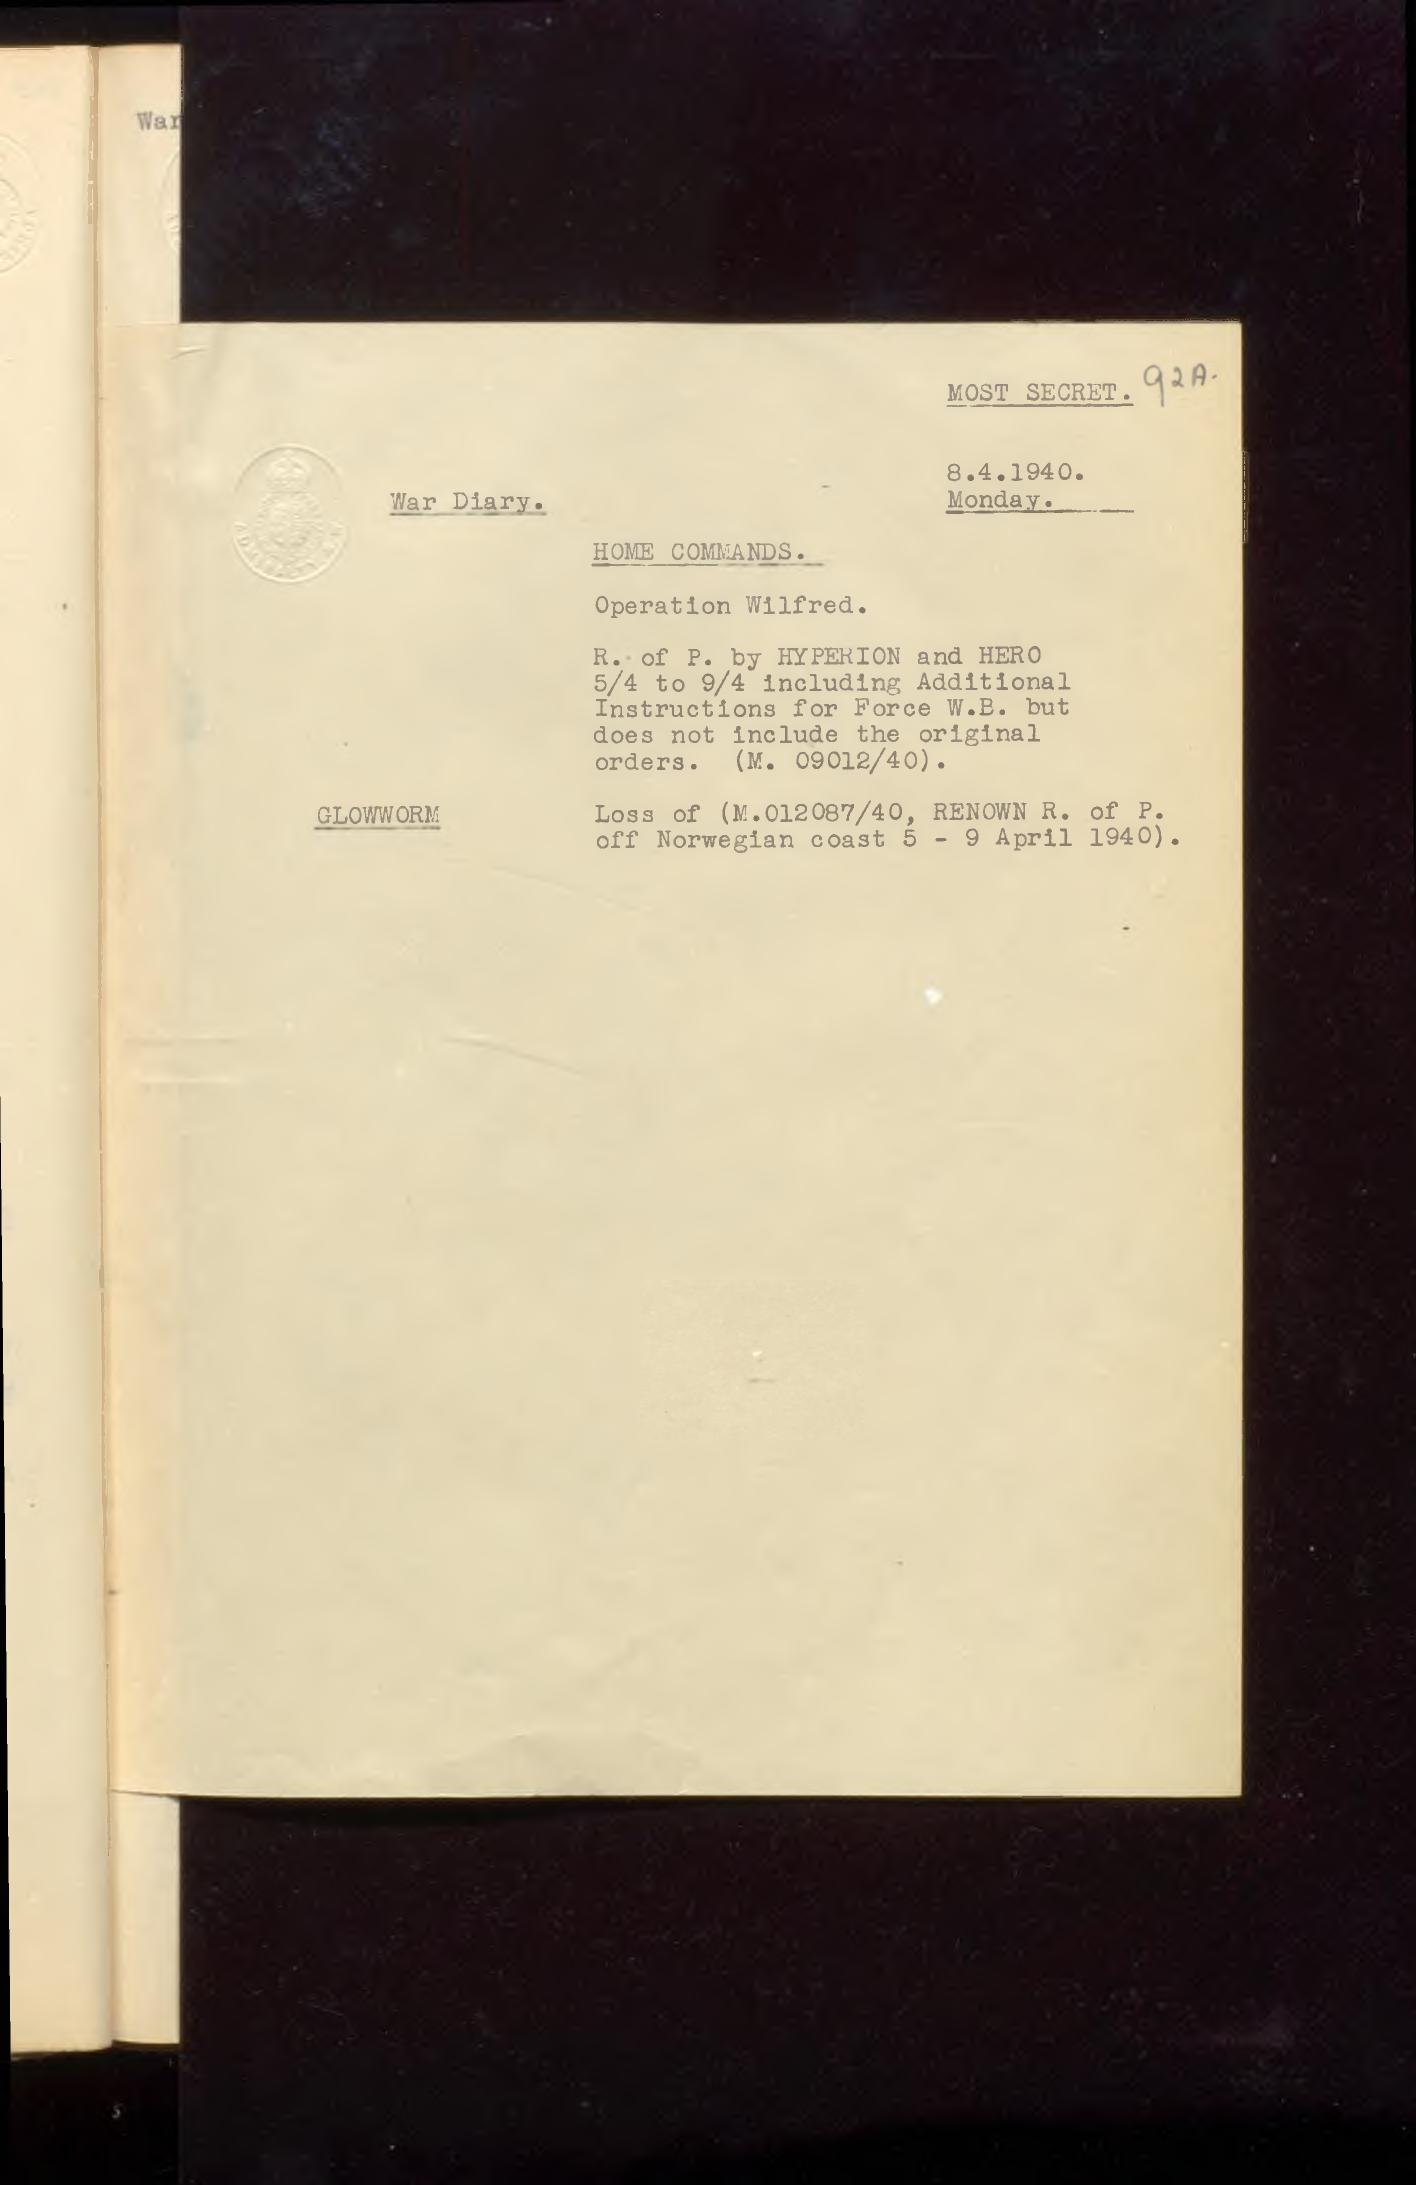 War
MOST SECRET. 92A.
8.4.1940.
War Diary. Monday.
HOME COMMANDS.
Operation Wilfred.
R. of P. by HYPERION and HERO
5/4 to 9/4 including Additional
Instructions for Force W.B. but
does not include the original
orders. (M. 09012/40).
GLOWWORM Loss of (M.012087/40, RENOWN R. of P.
off Norwegian coast 5 - 9 April 1940).